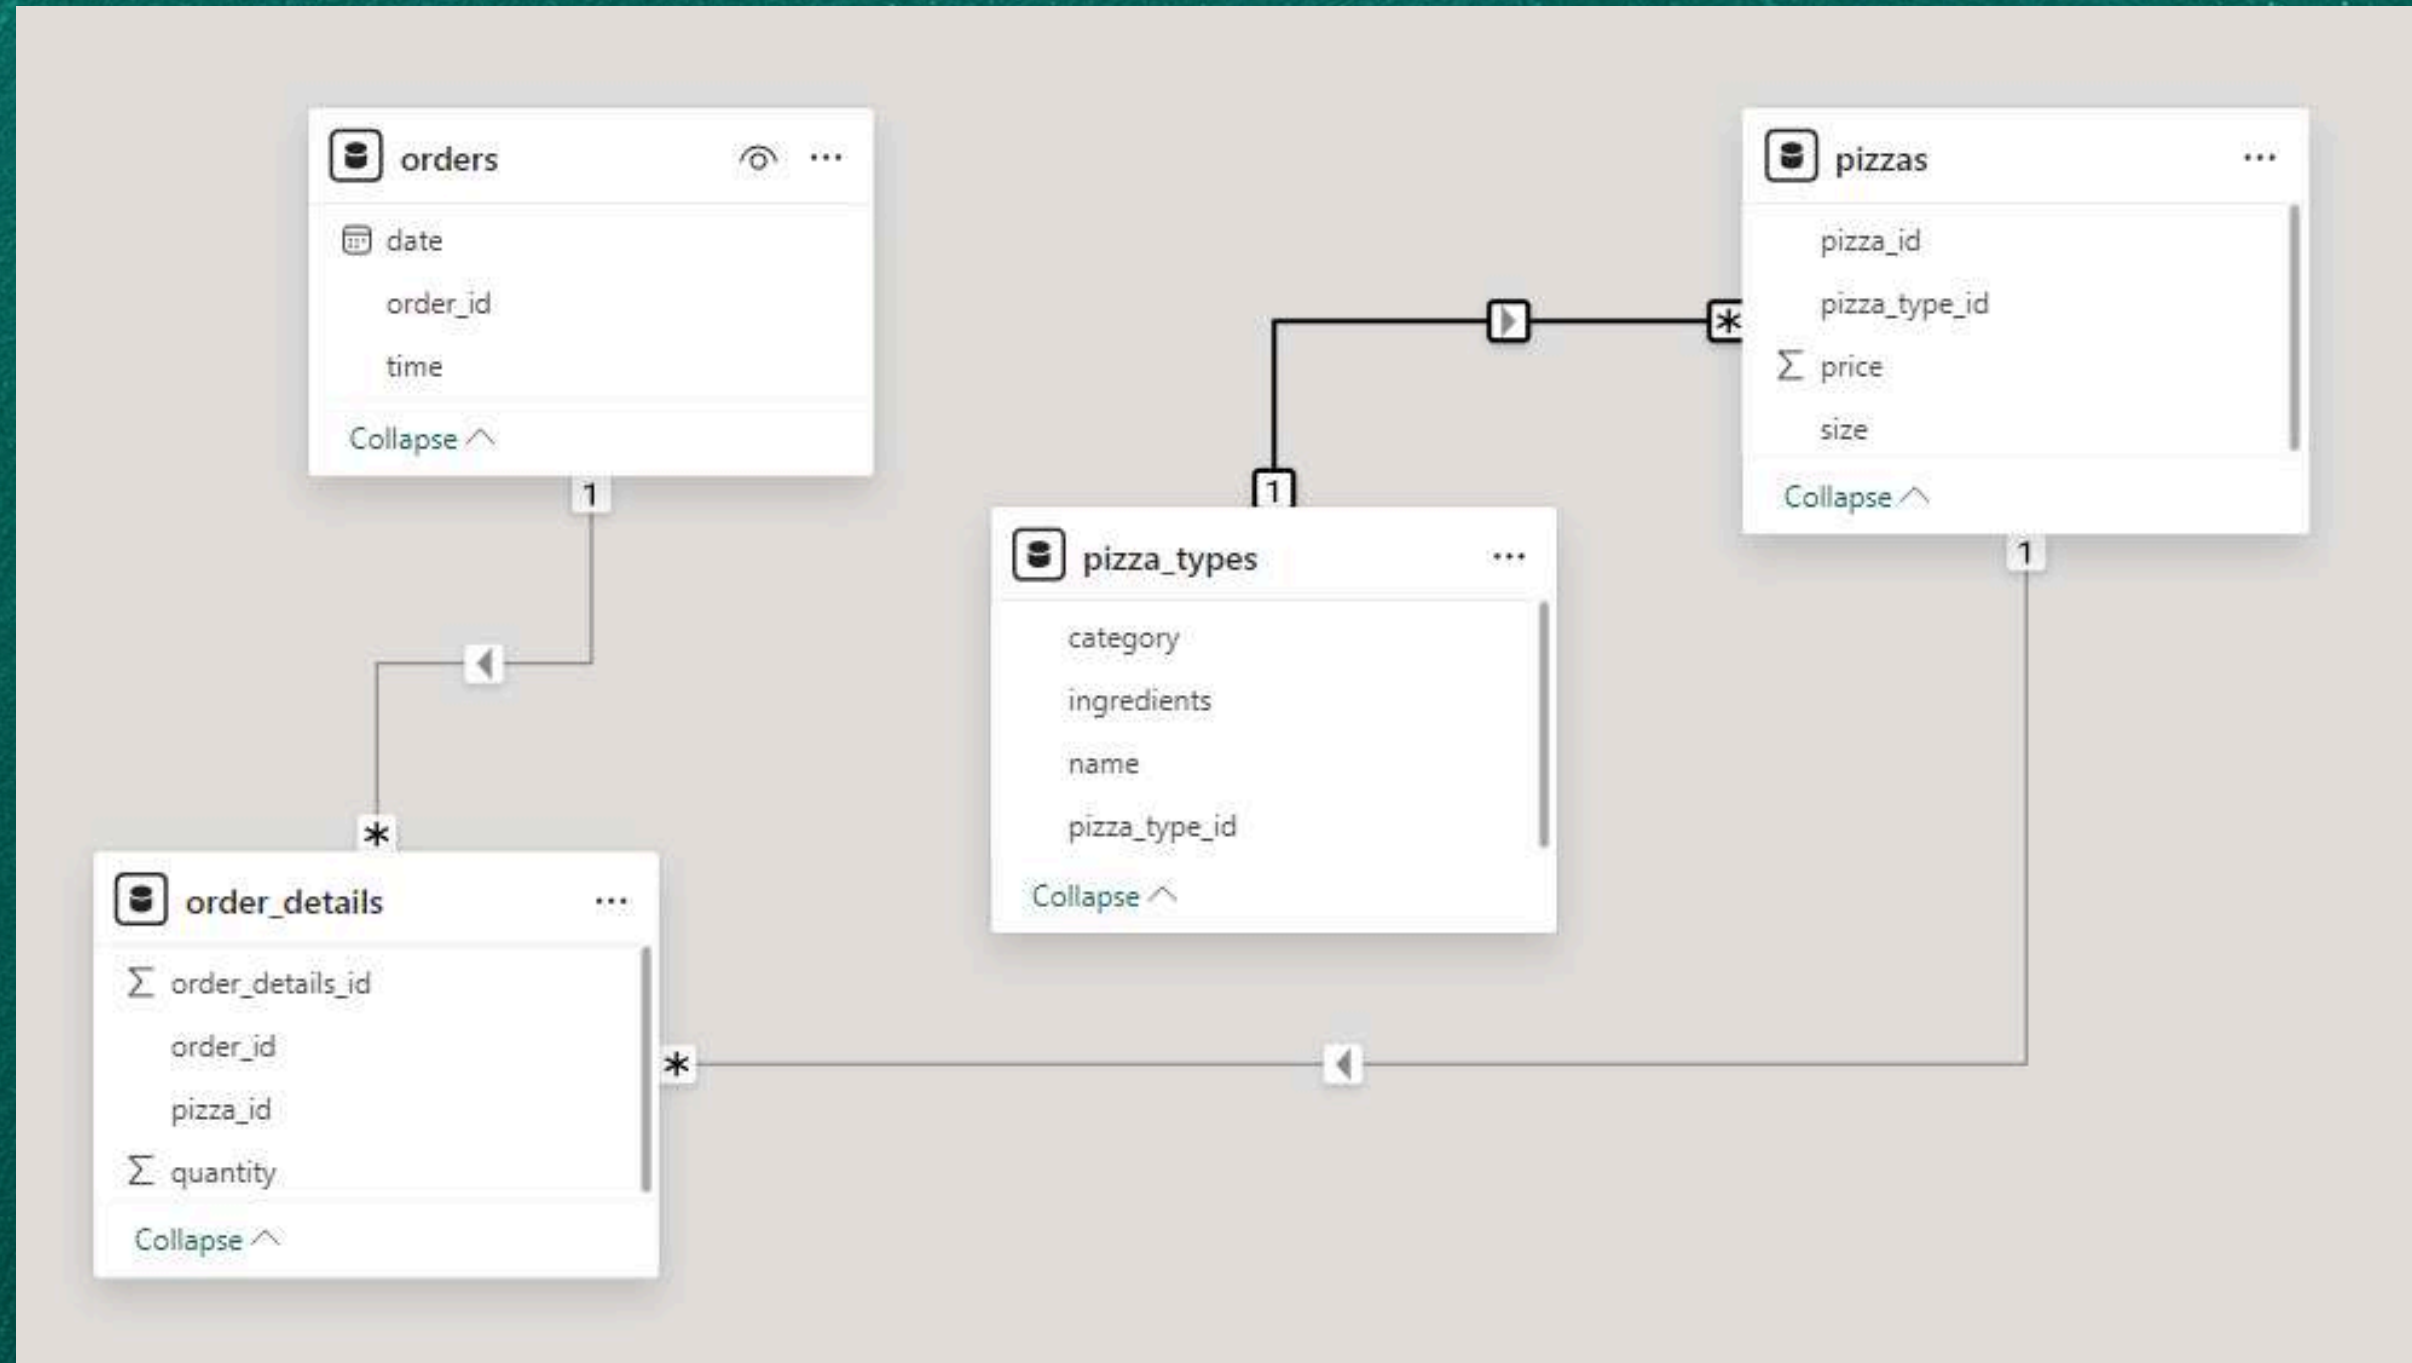 orders
date
order_id
time
Collapse
1
*
pizzas
pizza_id
pizza_type_id
Σ price
size
Collapse
1
*
1
pizza_types
category
ingredients
name
pizza_type_id
Collapse
order_details
Σ order_details_id
order_id
pizza_id
Σ quantity
Collapse
*